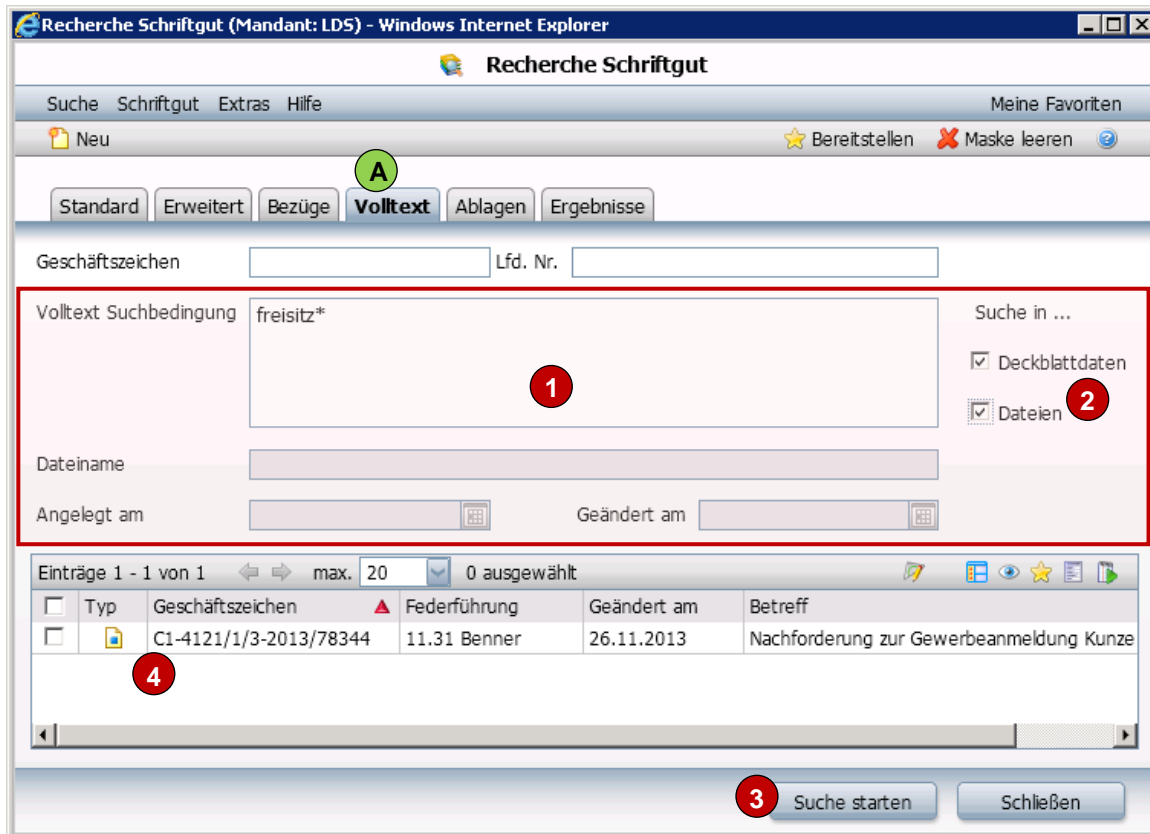 Recherche Schriftgut (Mandant: LDS) - Windows Internet Explorer
Recherche Schriftgut
Suche Schriftgut Extras Hilfe Meine Favoriten
Neu Bereitstellen Maske leeren ?
A
Standard Erweitert Bezüge Volltext Ablagen Ergebnisse
Geschäftszeichen Lfd. Nr.
Volltext Suchbedingung freisitz* Suche in ...
Deckblattdaten
1 2
Dateien
Dateiname
Angelegt am Geändert am
Einträge 1 - 1 von 1 max. 20 0 ausgewählt
Typ Geschäftszeichen Federführung Geändert am Betreff
C1-4121/1/3-2013/78344 11.31 Benner 26.11.2013 Nachforderung zur Gewerbeanmeldung Kunze
4
3 Suche starten Schließen